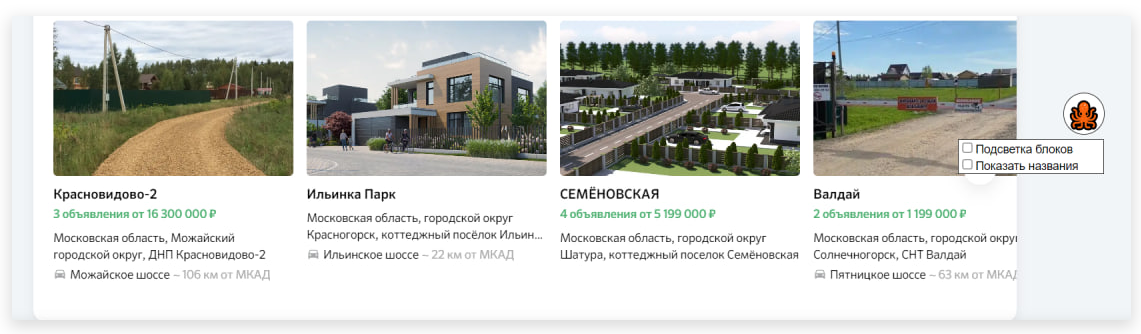 Красновидово-2
3 объявления от 16 300 000 ₽
Московская область, Можайский
городской округ, ДНП Красновидово-2
Можайское шоссе ~ 106 км от МКАД
Ильинка Парк
Московская область, городской округ
Красногорск, коттеджный посёлок Ильин...
Ильинское шоссе ~ 22 км от МКАД
СЕМЁНОВСКАЯ
4 объявления от 5 199 000 ₽
Московская область, городской округ
Шатура, коттеджный поселок Семёновская
Валдай
2 объявления от 1 199 000 ₽
Московская область, городской округ
Солнечногорск, СНТ Валдай
Пятницкое шоссе ~ 63 км от МКАД
Подсветка блоков
Показать названия